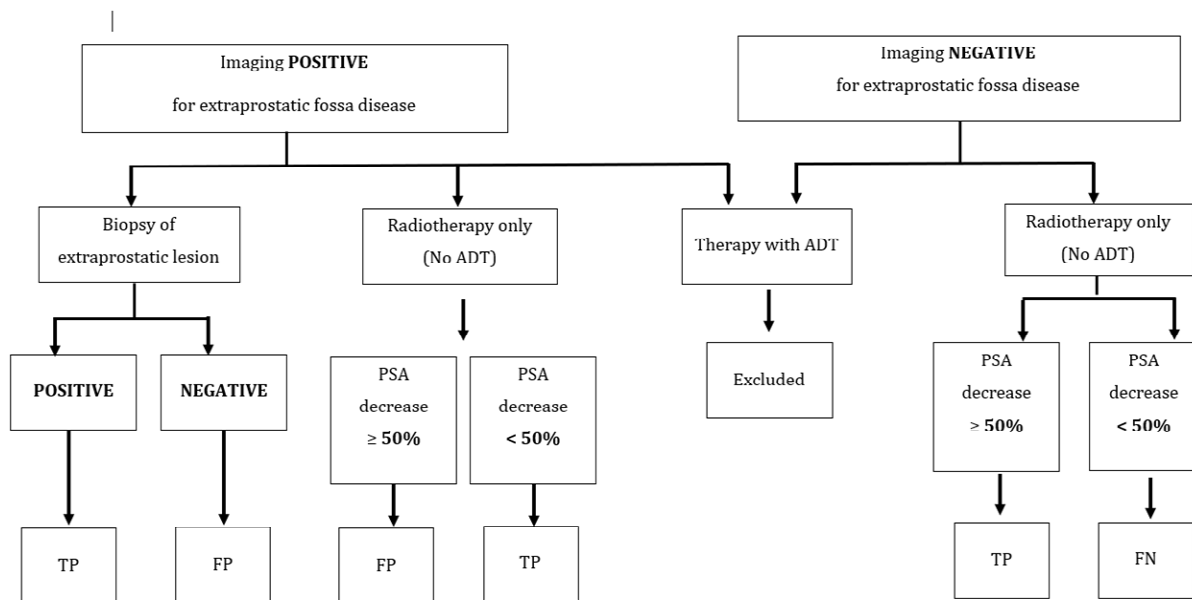 Imaging POSITIVE
for extraprostatic fossa disease
Imaging NEGATIVE
for extraprostatic fossa disease
Biopsy of
extraprostatic lesion
Radiotherapy only
(No ADT)
Therapy with ADT
Radiotherapy only
(No ADT)
POSITIVE
NEGATIVE
PSA
decrease
≥ 50%
PSA
decrease
< 50%
Excluded
PSA
decrease
≥ 50%
PSA
decrease
< 50%
TP
FP
FP
TP
TP
FN